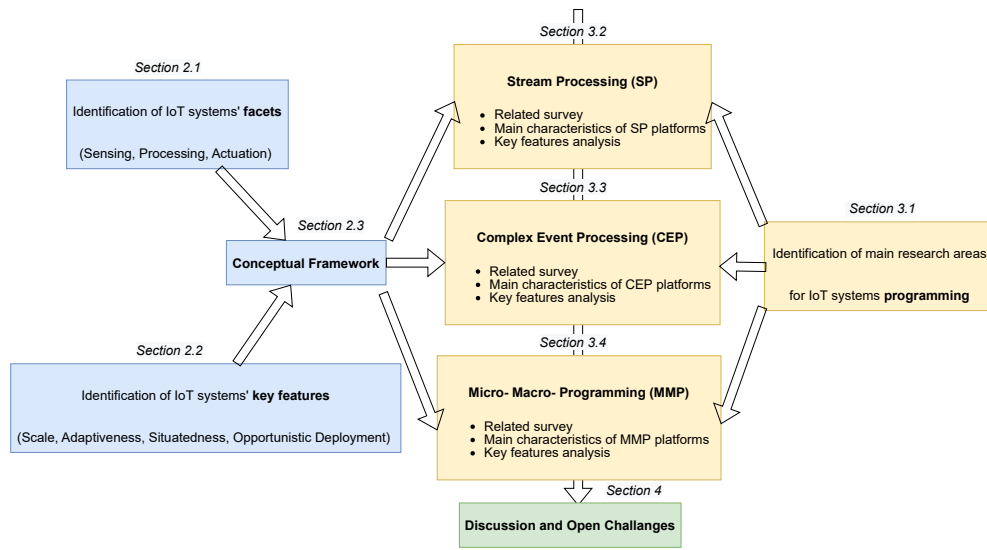 Section 2.1
Identification of IoT systems' facets
(Sensing, Processing, Actuation)
Section 2.3
Conceptual Framework
Section 2.2
Identification of IoT systems' key features
(Scale, Adaptiveness, Situatedness, Opportunistic Deployment)
Section 3.2
Stream Processing (SP)
• Related survey
• Main characteristics of SP platforms
• Key features analysis
Section 3.3
Complex Event Processing (CEP)
• Related survey
• Main characteristics of CEP platforms
• Key features analysis
Section 3.4
Micro- Macro- Programming (MMP)
• Related survey
• Main characteristics of MMP platforms
• Key features analysis
Section 3.1
Identification of main research areas
for IoT systems programming
Section 4
Discussion and Open Challanges